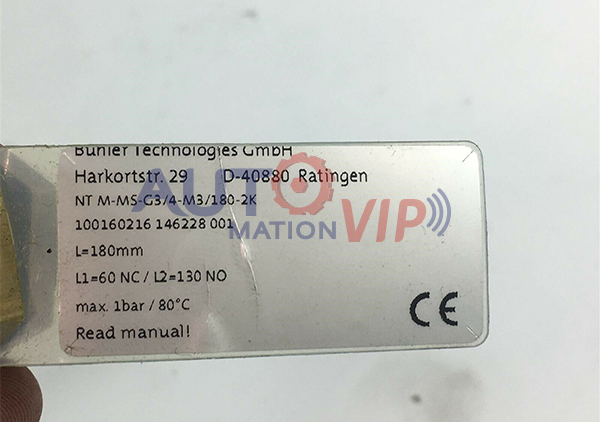 Bühler Technologies GmbH
Harkortstr. 29 D-40880 Ratingen
NT M-MS-G3/4-M3/180-2K
100160216 146228 001
L=180mm
L1=60 NC / L2=130 NO
max. 1bar / 80°C
Read manual!
CE
AUTOMATION VIP